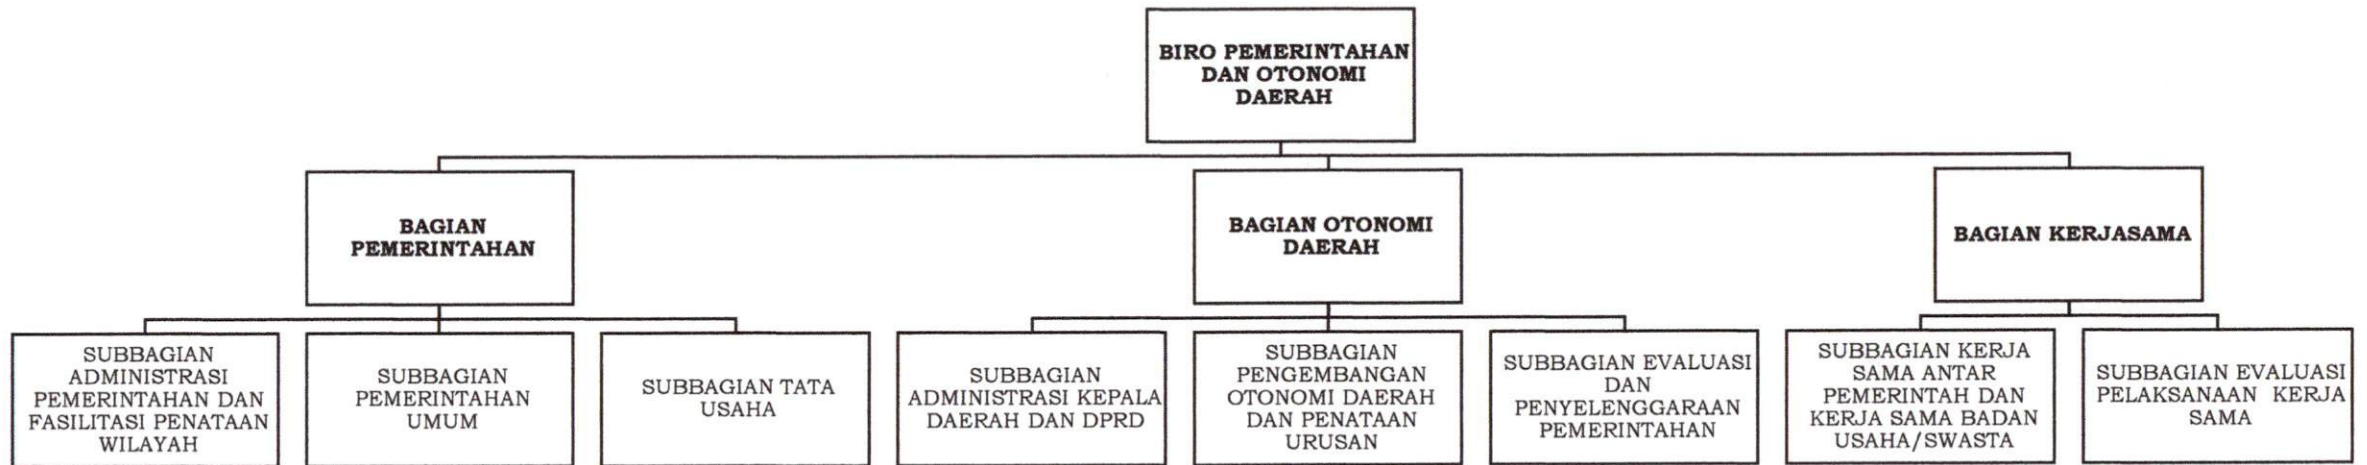 BIRO PEMERINTAHAN
DAN OTONOMI
DAERAH
BAGIAN
PEMERINTAHAN
BAGIAN OTONOMI
DAERAH
BAGIAN KERJASAMA
SUBBAGIAN
ADMINISTRASI
PEMERINTAHAN DAN
FASILITASI PENATAAN
WILAYAH
SUBBAGIAN
PEMERINTAHAN
UMUM
SUBBAGIAN TATA
USAHA
SUBBAGIAN
ADMINISTRASI KEPALA
DAERAH DAN DPRD
SUBBAGIAN
PENGEMBANGAN
OTONOMI DAERAH
DAN PENATAAN
URUSAN
SUBBAGIAN EVALUASI
DAN
PENYELENGGARAAN
PEMERINTAHAN
SUBBAGIAN KERJA
SAMA ANTAR
PEMERINTAH DAN
KERJA SAMA BADAN
USAHA/SWASTA
SUBBAGIAN EVALUASI
PELAKSANAAN KERJA
SAMA